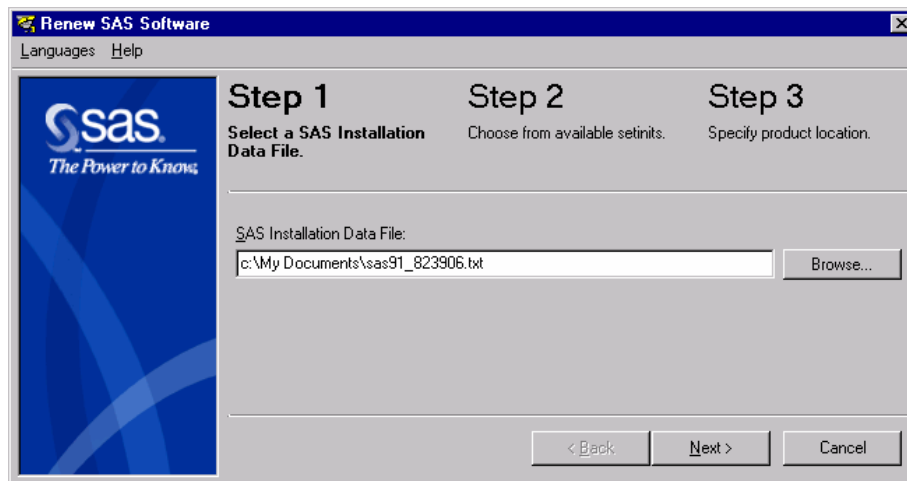 Renew SAS Software
Languages Help
sas.
The Power to Know.
Step 1
Select a SAS Installation
Data File.
Step 2
Choose from available setinits.
Step 3
Specify product location.
SAS Installation Data File:
c:\My Documents\sas91_823906.txt
Browse...
< Back
Next >
Cancel